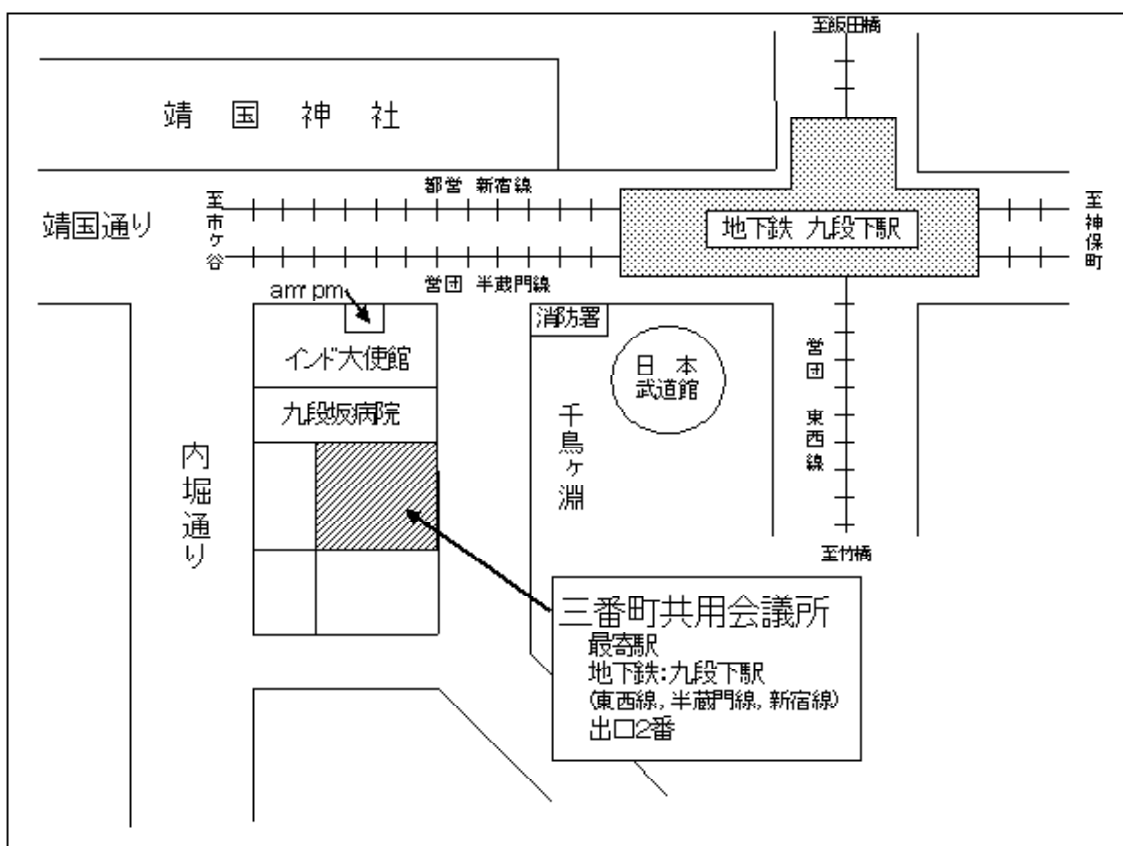 至飯田橋
靖国神社
都営 新宿線
靖国通り
至市ヶ谷
地下鉄 九段下駅
至神保町
営団 半蔵門線
am pm
消防署
インド大使館
日本
武道館
九段坂病院
千鳥ヶ淵
営団 東西線
内堀通り
至竹橋
三番町共用会議所
最寄駅
地下鉄:九段下駅
(東西線, 半蔵門線, 新宿線)
出口2番